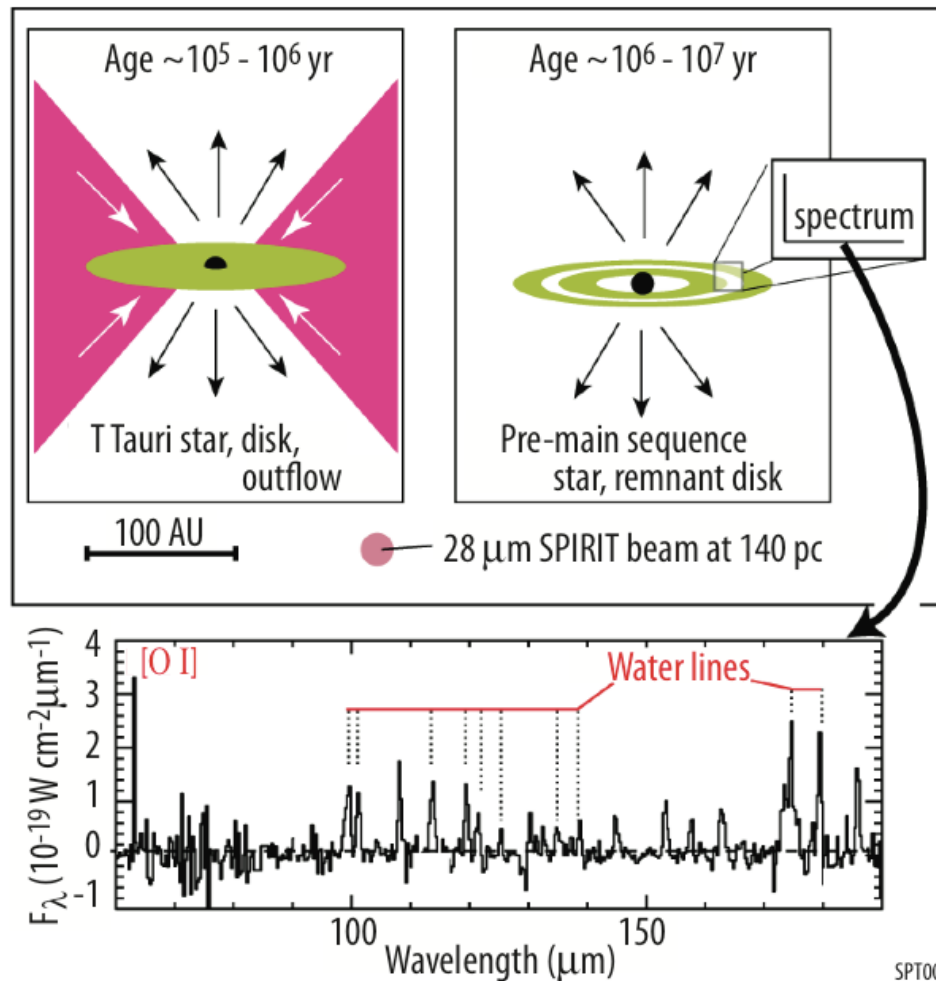 Age ~10⁵ - 10⁶ yr
T Tauri star, disk,
outflow
Age ~10⁶ - 10⁷ yr
spectrum
Pre-main sequence
star, remnant disk
100 AU
28 µm SPIRIT beam at 140 pc
[O I]
Water lines
F_λ (10⁻¹⁹ W cm⁻² µm⁻¹)
4
3
2
1
0
-1
100
150
Wavelength (µm)
SPT00